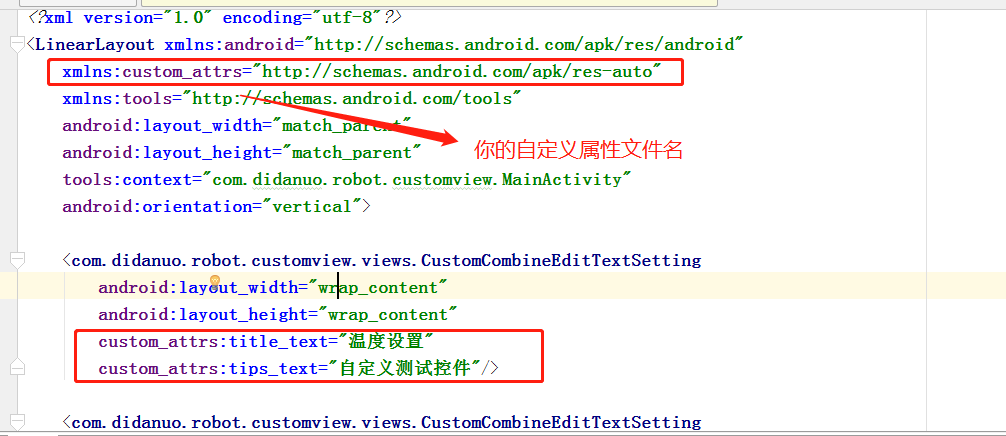 <?xml version="1.0" encoding="utf-8"?>
<LinearLayout xmlns:android="http://schemas.android.com/apk/res/android"
xmlns:custom_attrs="http://schemas.android.com/apk/res-auto"
xmlns:tools="http://schemas.android.com/tools"
android:layout_width="match_parent"
android:layout_height="match_parent"
你的自定义属性文件名
tools:context="com.didanuo.robot.customview.MainActivity"
android:orientation="vertical">
<com.didanuo.robot.customview.views.CustomCombineEditTextSetting
android:layout_width="wrap_content"
android:layout_height="wrap_content"
custom_attrs:title_text="温度设置"
custom_attrs:tips_text="自定义测试控件"/>
<com.didanuo.robot.customview.views.CustomCombineEditTextSetting